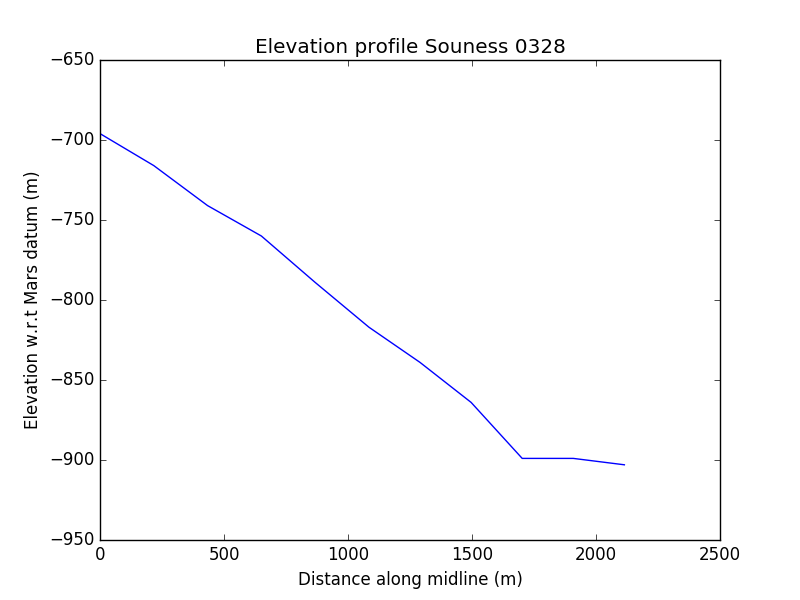 Elevation profile Souness 0328
−650
−700
−750
−800
−850
−900
−950
Elevation w.r.t Mars datum (m)
0 500 1000 1500 2000 2500
Distance along midline (m)